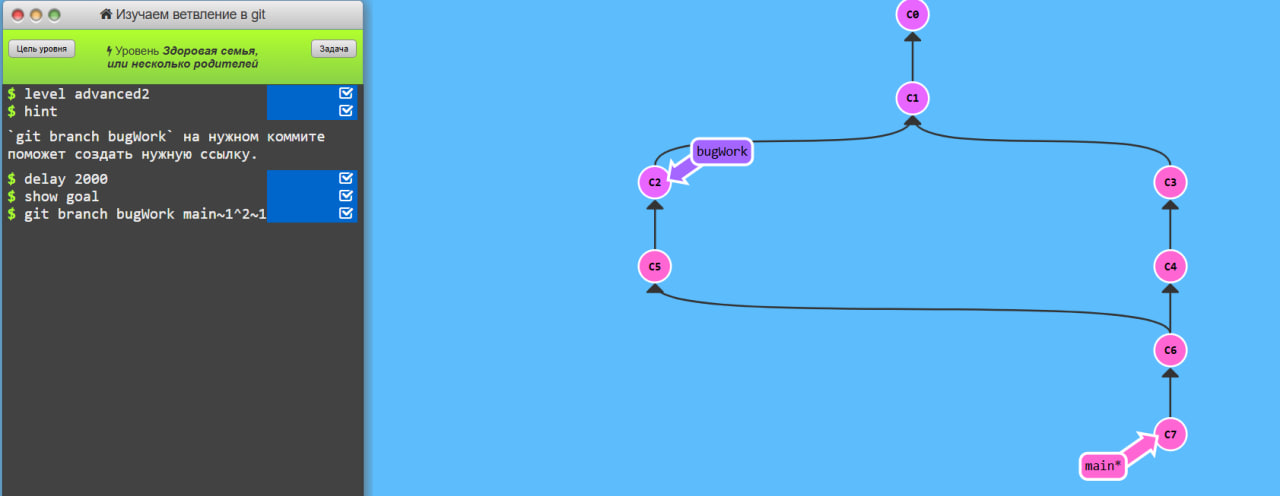 Изучаем ветвление в git
Цель уровня
Уровень Здоровая семья,
или несколько родителей
Задача
$ level advanced2
$ hint
`git branch bugWork` на нужном коммите
поможет создать нужную ссылку.
$ delay 2000
$ show goal
$ git branch bugWork main~1^2~1
C0
C1
bugWork
C2
C3
C5
C4
C6
C7
main*